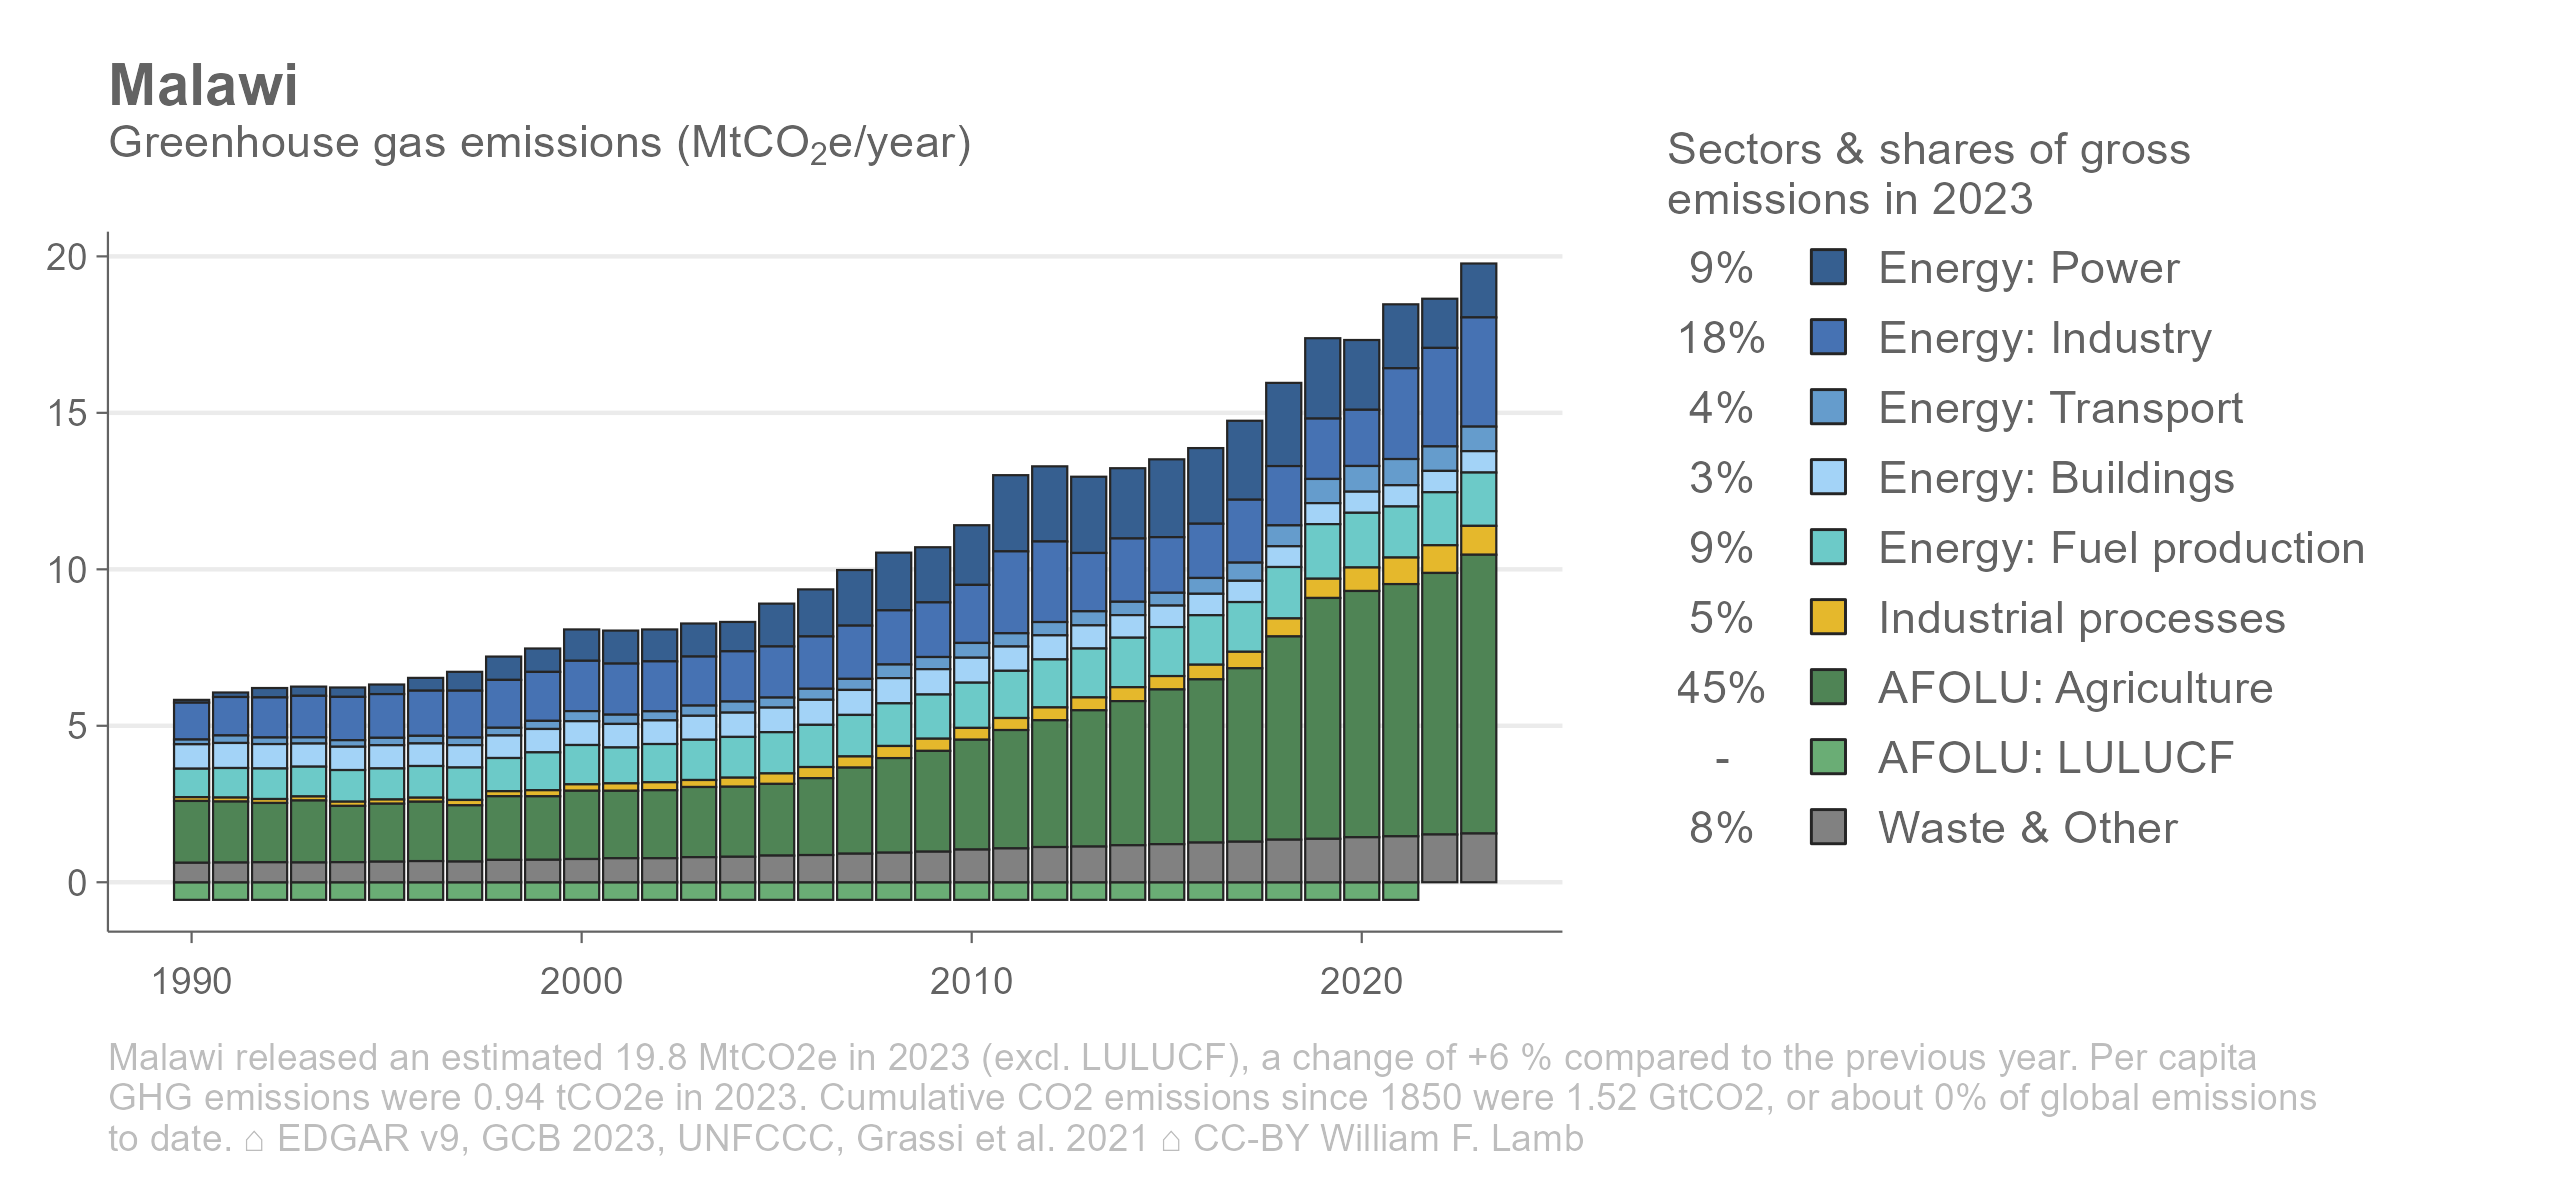 Malawi
Greenhouse gas emissions (MtCO₂e/year)
Sectors & shares of gross
emissions in 2023
9% Energy: Power
18% Energy: Industry
4% Energy: Transport
3% Energy: Buildings
9% Energy: Fuel production
5% Industrial processes
45% AFOLU: Agriculture
- AFOLU: LULUCF
8% Waste & Other
20
15
10
5
0
1990 2000 2010 2020
Malawi released an estimated 19.8 MtCO2e in 2023 (excl. LULUCF), a change of +6 % compared to the previous year. Per capita
GHG emissions were 0.94 tCO2e in 2023. Cumulative CO2 emissions since 1850 were 1.52 GtCO2, or about 0% of global emissions
to date. ⌂ EDGAR v9, GCB 2023, UNFCCC, Grassi et al. 2021 ⌂ CC-BY William F. Lamb